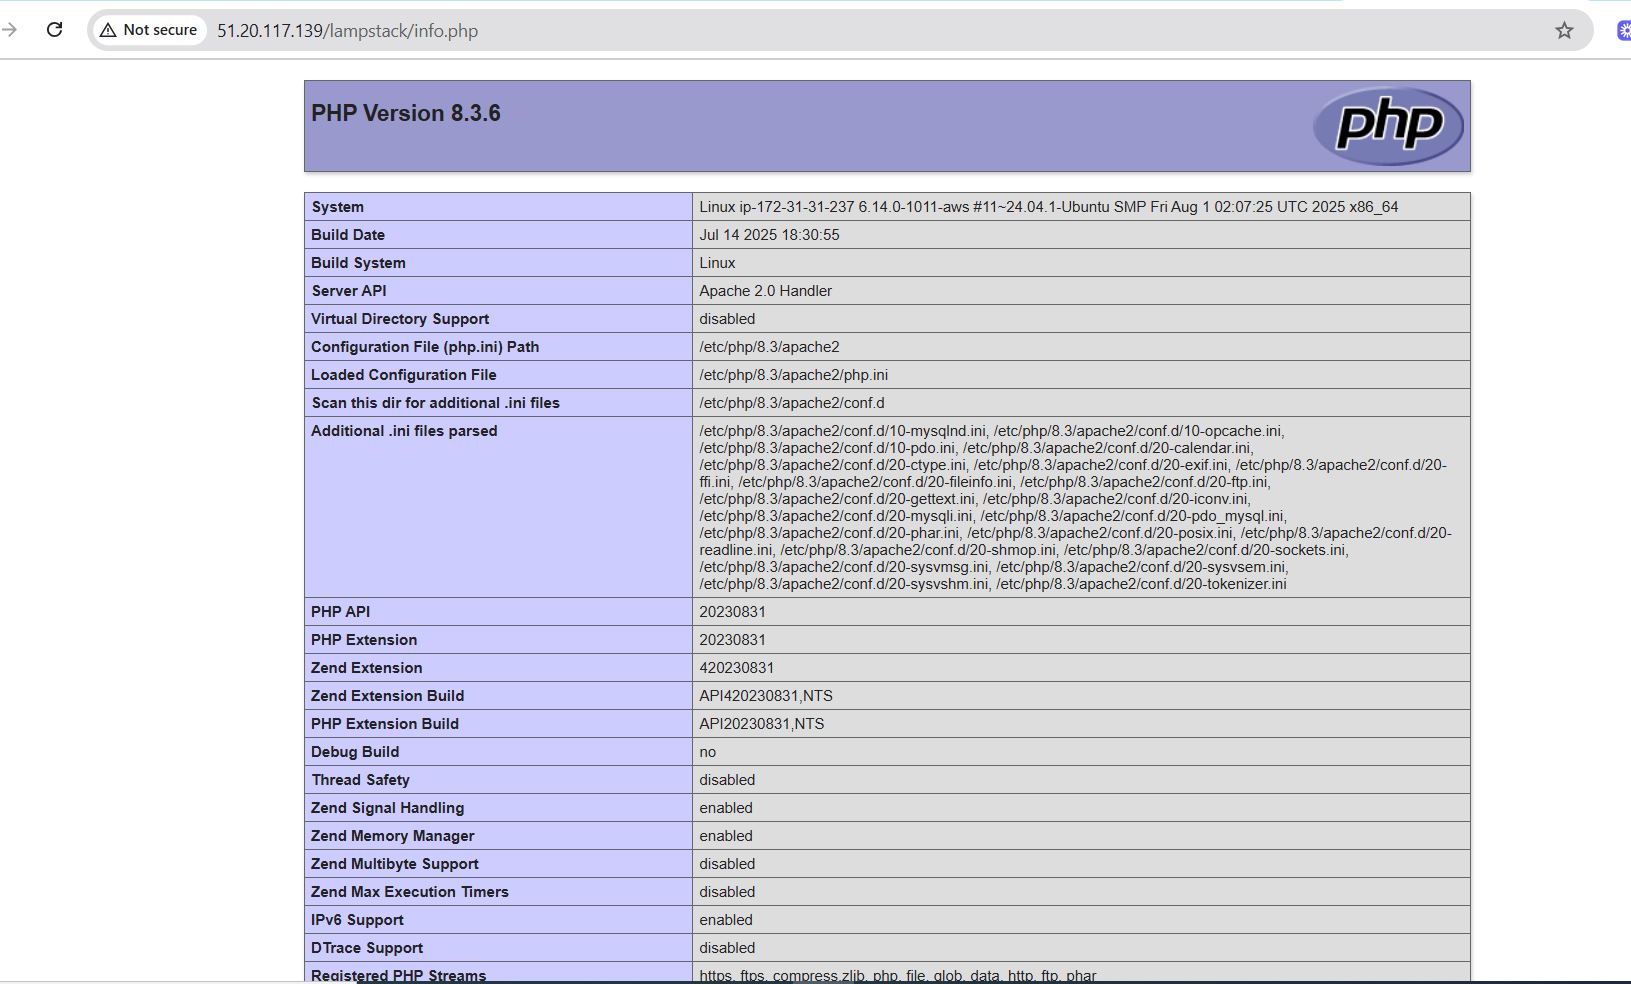 Not secure 51.20.117.139/lampstack/info.php
PHP Version 8.3.6
php
System Linux ip-172-31-31-237 6.14.0-1011-aws #11~24.04.1-Ubuntu SMP Fri Aug 1 02:07:25 UTC 2025 x86_64
Build Date Jul 14 2025 18:30:55
Build System Linux
Server API Apache 2.0 Handler
Virtual Directory Support disabled
Configuration File (php.ini) Path /etc/php/8.3/apache2
Loaded Configuration File /etc/php/8.3/apache2/php.ini
Scan this dir for additional .ini files /etc/php/8.3/apache2/conf.d
Additional .ini files parsed /etc/php/8.3/apache2/conf.d/10-mysqlnd.ini, /etc/php/8.3/apache2/conf.d/10-opcache.ini,
/etc/php/8.3/apache2/conf.d/10-pdo.ini, /etc/php/8.3/apache2/conf.d/20-calendar.ini,
/etc/php/8.3/apache2/conf.d/20-ctype.ini, /etc/php/8.3/apache2/conf.d/20-exif.ini, /etc/php/8.3/apache2/conf.d/20-
ffi.ini, /etc/php/8.3/apache2/conf.d/20-fileinfo.ini, /etc/php/8.3/apache2/conf.d/20-ftp.ini,
/etc/php/8.3/apache2/conf.d/20-gettext.ini, /etc/php/8.3/apache2/conf.d/20-iconv.ini,
/etc/php/8.3/apache2/conf.d/20-mysqli.ini, /etc/php/8.3/apache2/conf.d/20-pdo_mysql.ini,
/etc/php/8.3/apache2/conf.d/20-phar.ini, /etc/php/8.3/apache2/conf.d/20-posix.ini, /etc/php/8.3/apache2/conf.d/20-
readline.ini, /etc/php/8.3/apache2/conf.d/20-shmop.ini, /etc/php/8.3/apache2/conf.d/20-sockets.ini,
/etc/php/8.3/apache2/conf.d/20-sysvmsg.ini, /etc/php/8.3/apache2/conf.d/20-sysvsem.ini,
/etc/php/8.3/apache2/conf.d/20-sysvshm.ini, /etc/php/8.3/apache2/conf.d/20-tokenizer.ini
PHP API 20230831
PHP Extension 20230831
Zend Extension 420230831
Zend Extension Build API420230831,NTS
PHP Extension Build API20230831,NTS
Debug Build no
Thread Safety disabled
Zend Signal Handling enabled
Zend Memory Manager enabled
Zend Multibyte Support disabled
Zend Max Execution Timers disabled
IPv6 Support enabled
DTrace Support disabled
Registered PHP Streams https, ftps, compress.zlib, php, file, glob, data, http, ftp, phar